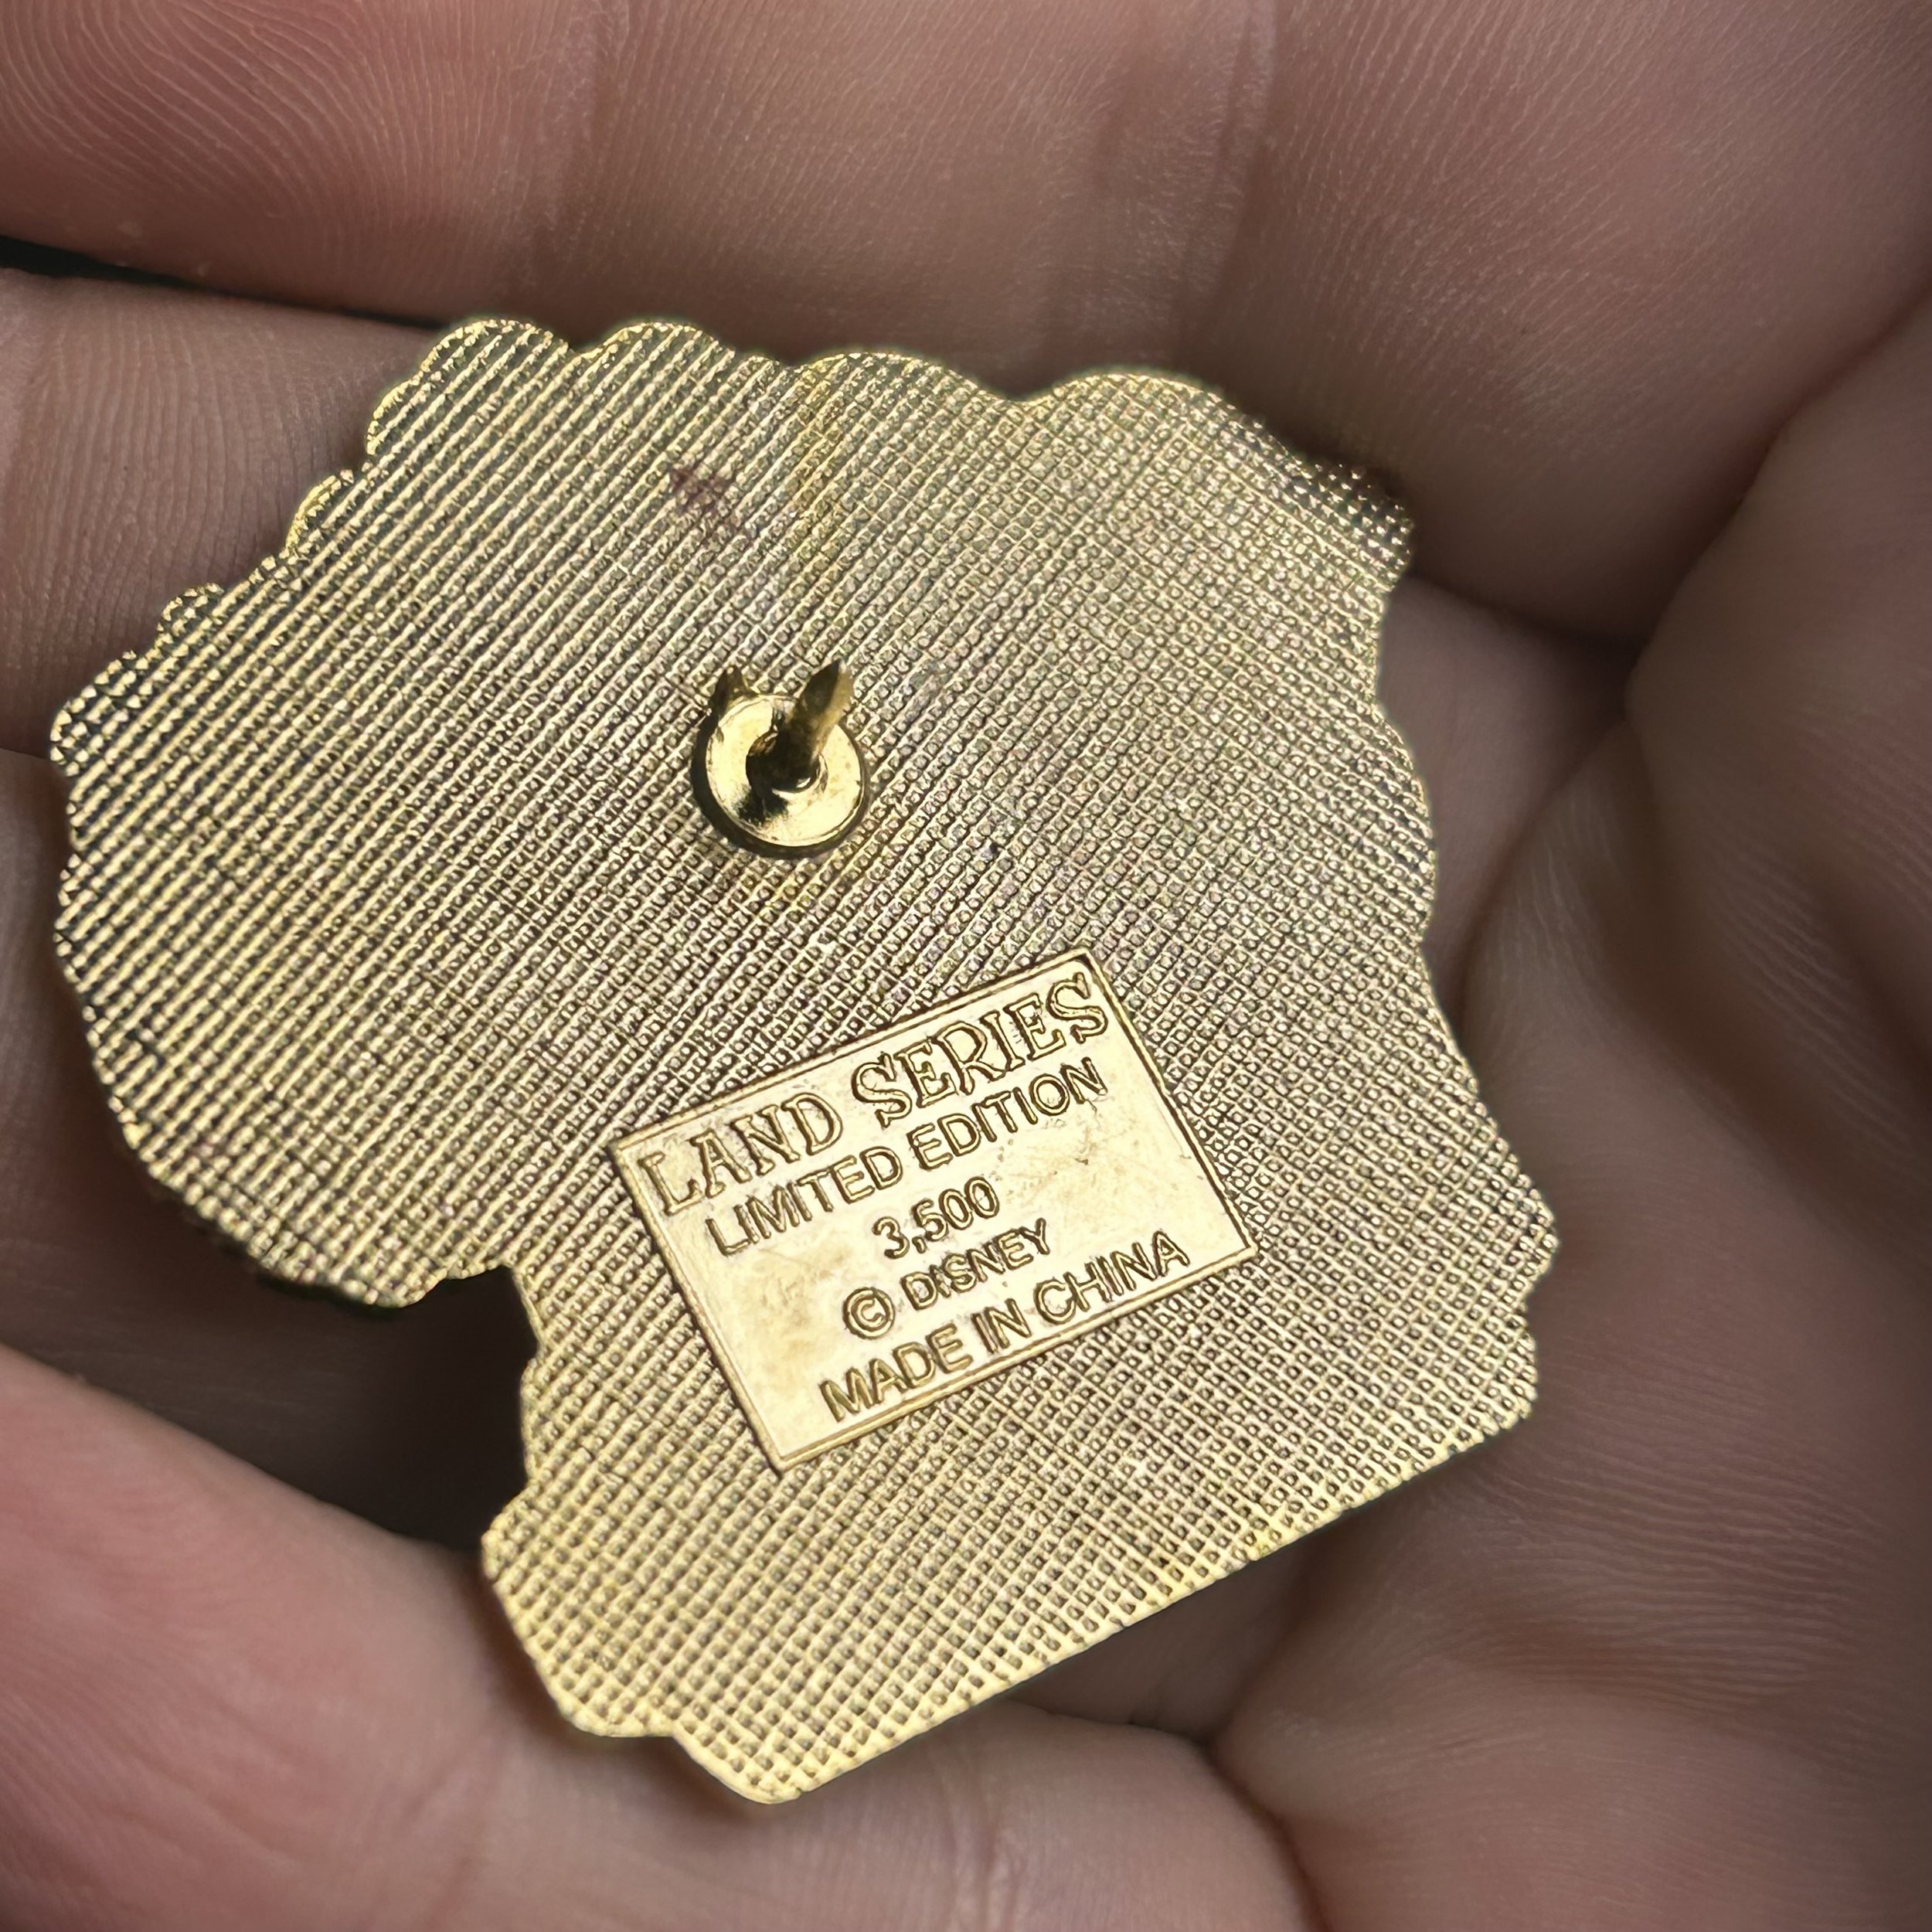 LAND SERIES
LIMITED EDITION
3,500
© DISNEY
MADE IN CHINA